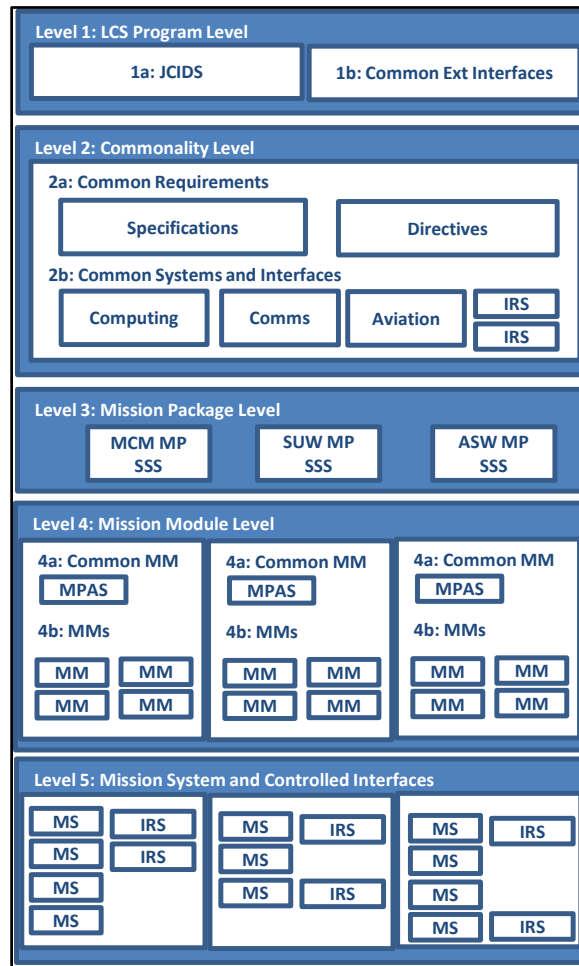 Level 1: LCS Program Level
1a: JCIDS
1b: Common Ext Interfaces
Level 2: Commonality Level
2a: Common Requirements
Specifications
Directives
2b: Common Systems and Interfaces
Computing
Comms
Aviation
IRS
IRS
Level 3: Mission Package Level
MCM MP
SSS
SUW MP
SSS
ASW MP
SSS
Level 4: Mission Module Level
4a: Common MM
MPAS
4b: MMs
MM MM
MM MM
4a: Common MM
MPAS
4b: MMs
MM MM
MM MM
4a: Common MM
MPAS
4b: MMs
MM MM
MM MM
Level 5: Mission System and Controlled Interfaces
MS IRS
MS IRS
MS
MS
MS IRS
MS
MS IRS
MS IRS
MS
MS
MS IRS